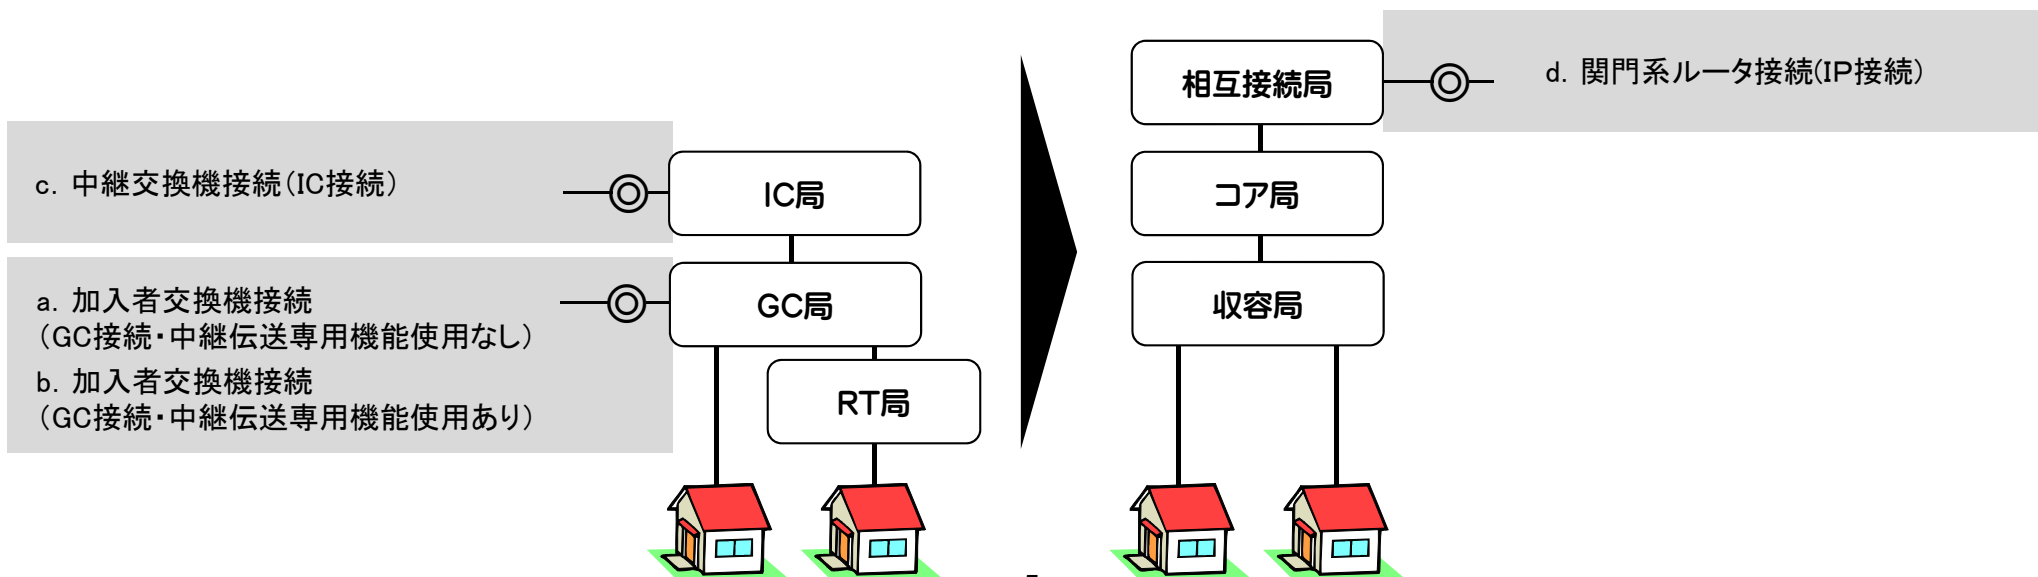 c. 中継交換機接続（IC接続）
a. 加入者交換機接続
（GC接続・中継伝送専用機能使用なし）
b. 加入者交換機接続
（GC接続・中継伝送専用機能使用あり）
IC局
GC局
RT局
相互接続局
コア局
収容局
d. 関門系ルータ接続(IP接続）